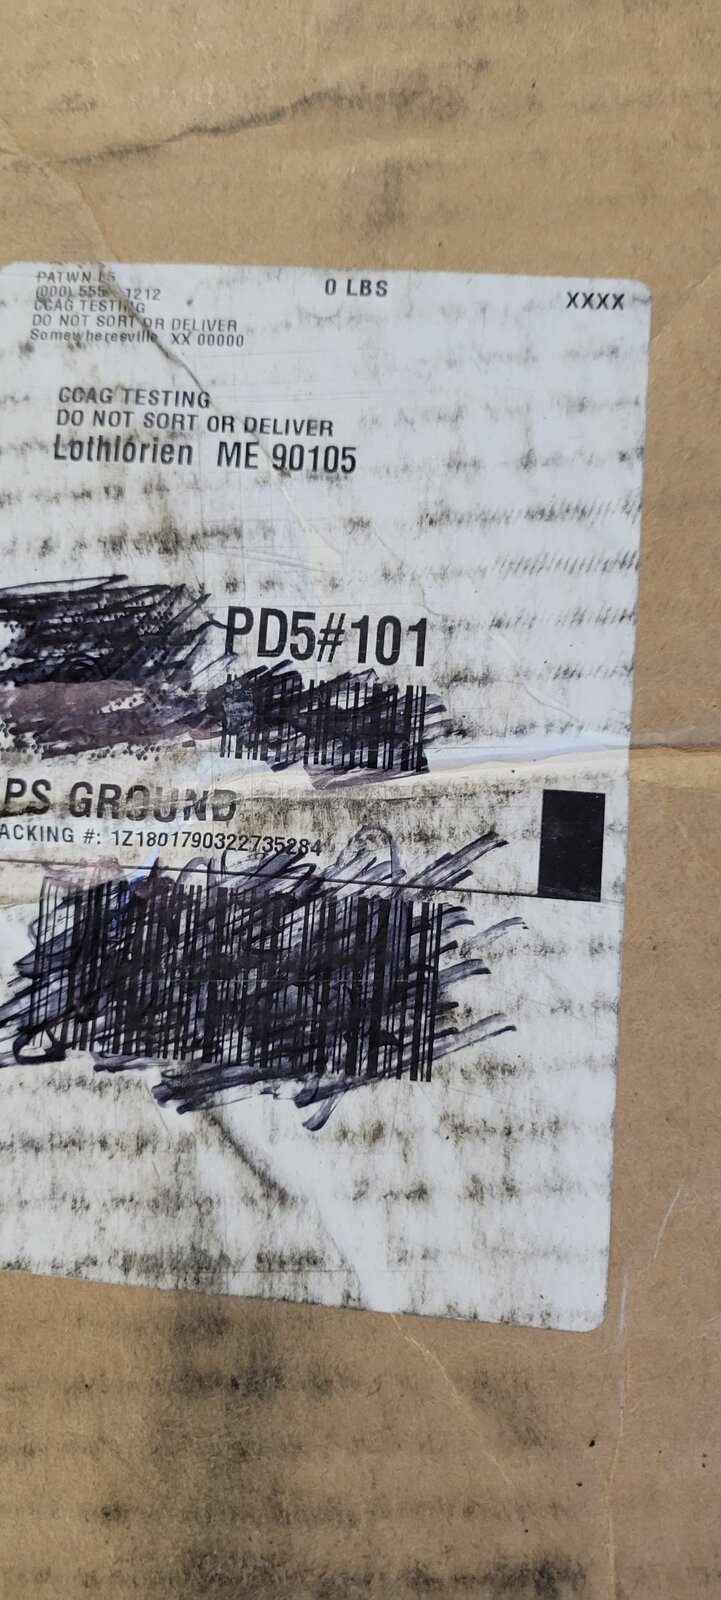 PATWN LS
(000) 555-1212
CCAG TESTING
DO NOT SORT OR DELIVER
Somewheresville XX 00000
0 LBS
XXXX
CCAG TESTING
DO NOT SORT OR DELIVER
Lothlórien ME 90105
PD5#101
PS GROUND
ACKING #: 1Z1801790322735284